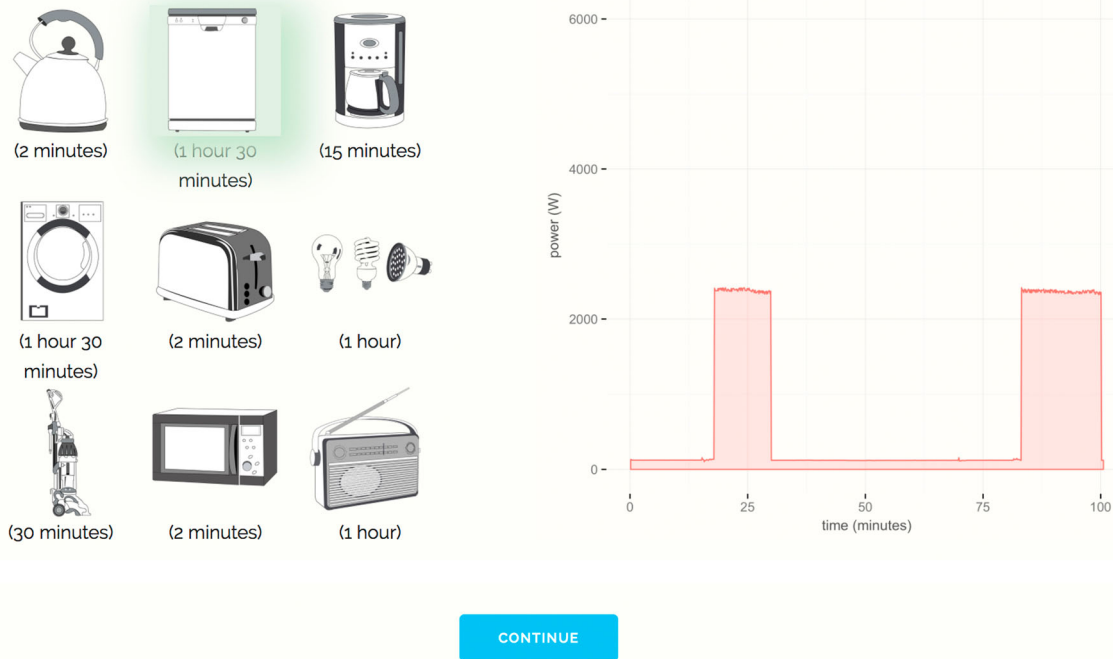 (2 minutes)
(1 hour 30
minutes)
(15 minutes)
(1 hour 30
minutes)
(2 minutes)
(1 hour)
(30 minutes)
(2 minutes)
(1 hour)
6000
4000
2000
0
power (W)
0
25
50
75
100
time (minutes)
CONTINUE